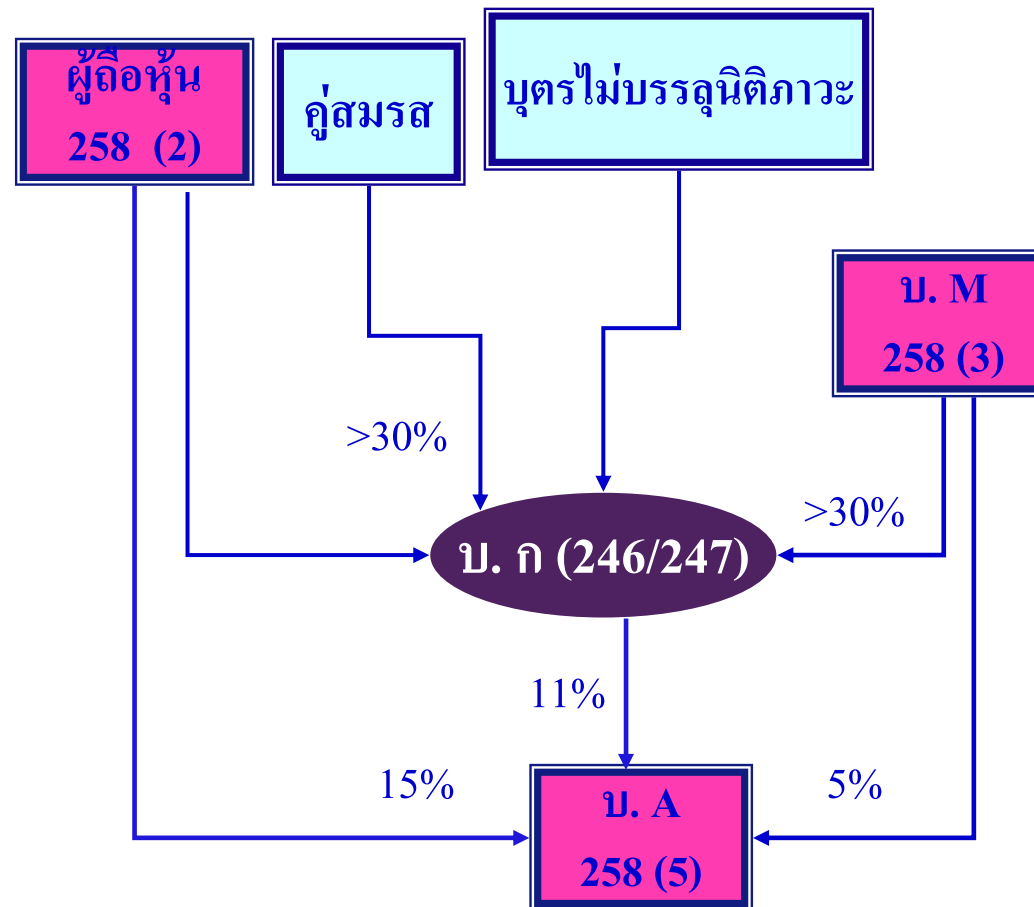 ผู้ถือหุ้น
258 (2)
คู่สมรส
บุตรไม่บรรลุนิติภาวะ
บ. M
258 (3)
>30%
>30%
บ. ก (246/247)
11%
15%
5%
บ. A
258 (5)